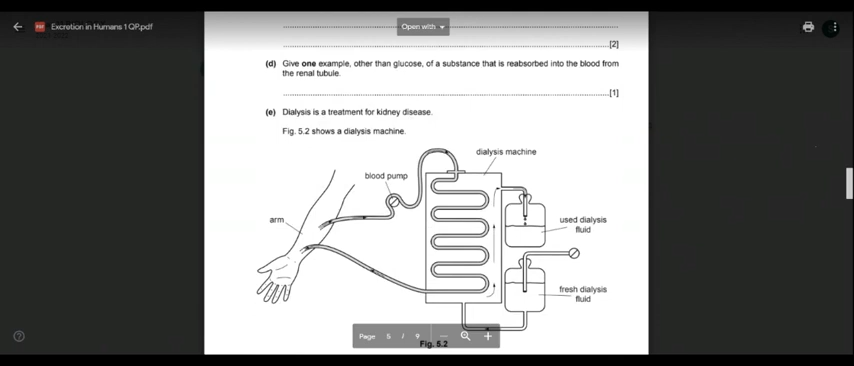 Excretion in Humans 1 QP.pdf
Open with
[2]
(d) Give one example, other than glucose, of a substance that is reabsorbed into the blood from
the renal tubule.
[1]
(e) Dialysis is a treatment for kidney disease.
Fig. 5.2 shows a dialysis machine.
dialysis machine
blood pump
arm
used dialysis
fluid
fresh dialysis
fluid
Page 5 / 9
Fig. 5.2